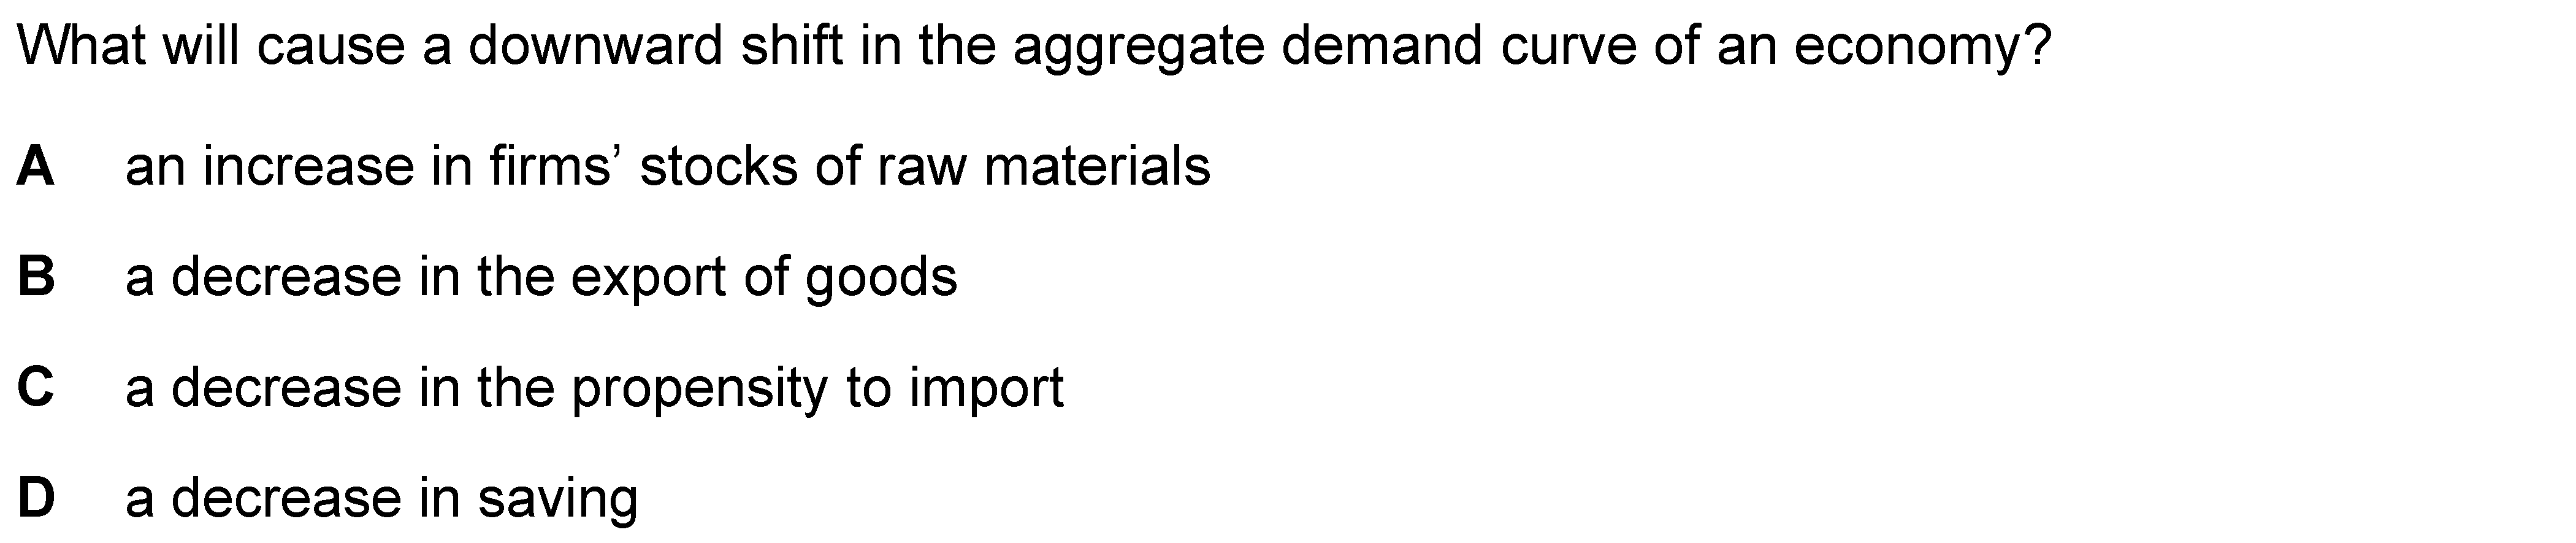 What will cause a downward shift in the aggregate demand curve of an economy?
A an increase in firms’ stocks of raw materials
B a decrease in the export of goods
C a decrease in the propensity to import
D a decrease in saving